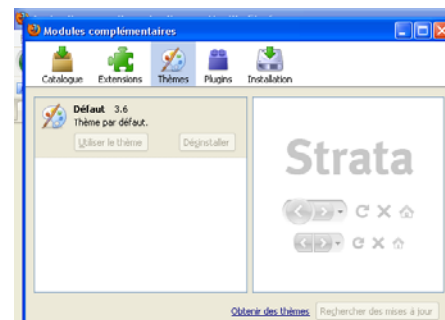 Modules complémentaires
Catalogue Extensions Thèmes Plugins Installation
Défaut 3.6
Thème par défaut.
Utiliser le thème Désinstaller
Strata
Obtenir des thèmes Rechercher des mises à jour